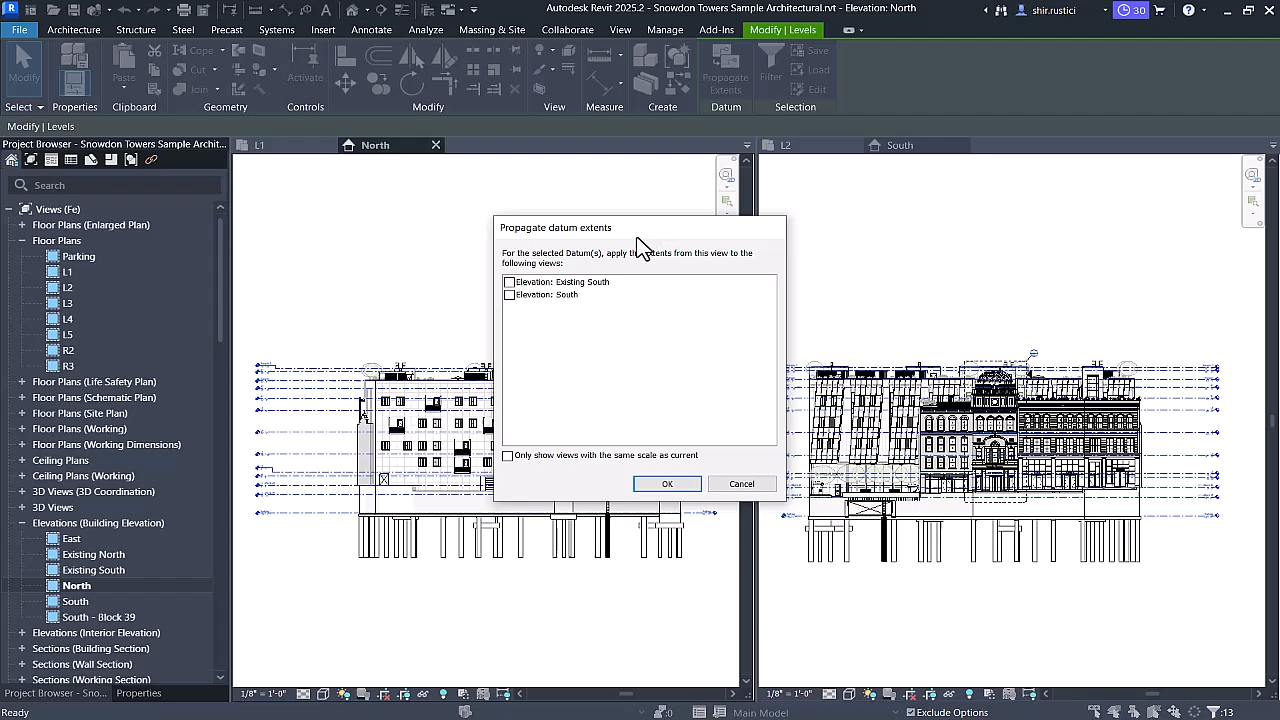 Autodesk Revit 2025.2 - Snowdon Towers Sample Architectural.rvt - Elevation: North
shir.rustici
30
File
Structure
Steel
Precast
Systems
Insert
Annotate
Analyze
Massing & Site
Collaborate
View
Manage
Add-Ins
Modify | Levels
Modify
Paste
Cope
Cut
Join
Activate
Propagate
Extents
Filter
Save
Load
Edit
Select
Properties
Clipboard
Geometry
Controls
Modify
View
Measure
Create
Datum
Selection
Modify | Levels
Project Browser - Snowdon Towers Sample Archit...
L1
North
L2
South
Search
Views (Fe)
Floor Plans (Enlarged Plan)
Floor Plans
Parking
L1
L2
L3
L4
L5
R2
R3
Floor Plans (Life Safety Plan)
Floor Plans (Schematic Plan)
Floor Plans (Site Plan)
Floor Plans (Working)
Floor Plans (Working Dimensions)
Ceiling Plans
Ceiling Plans (Working)
3D Views (3D Coordination)
3D Views
Elevations (Building Elevation)
East
Existing North
Existing South
North
South
South - Block 39
Elevations (Interior Elevation)
Sections (Building Section)
Sections (Wall Section)
Sections (Working Section)
Propagate datum extents
For the selected Datum(s), apply the extents from this view to the
following views:
Elevation: Existing South
Elevation: South
Only show views with the same scale as current
OK
Cancel
Project Browser - Sno...
Properties
1/8" = 1'-0"
1/8" = 1'-0"
Ready
:0
Main Model
Exclude Options
:13